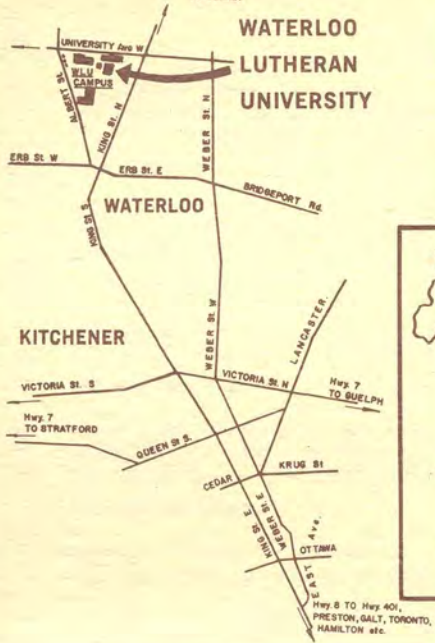 WATERLOO
LUTHERAN
UNIVERSITY
UNIVERSITY Ave W
WLU
CAMPUS
ALBERT St.
KING St. N
WEBER St. N
ERB St. W
ERB St. E
BRIDGEPORT Rd.
KING St. S
WATERLOO
KITCHENER
WEBER St. W
LANCASTER.
VICTORIA St. S
VICTORIA St. N
Hwy. 7
TO GUELPH
Hwy. 7
TO STRATFORD
QUEEN St S.
CEDAR
KRUG St
KING St. E
WEBER St. E
EAST Ave.
OTTAWA
Hwy. 8 TO Hwy. 401,
PRESTON, GALT, TORONTO,
HAMILTON etc.